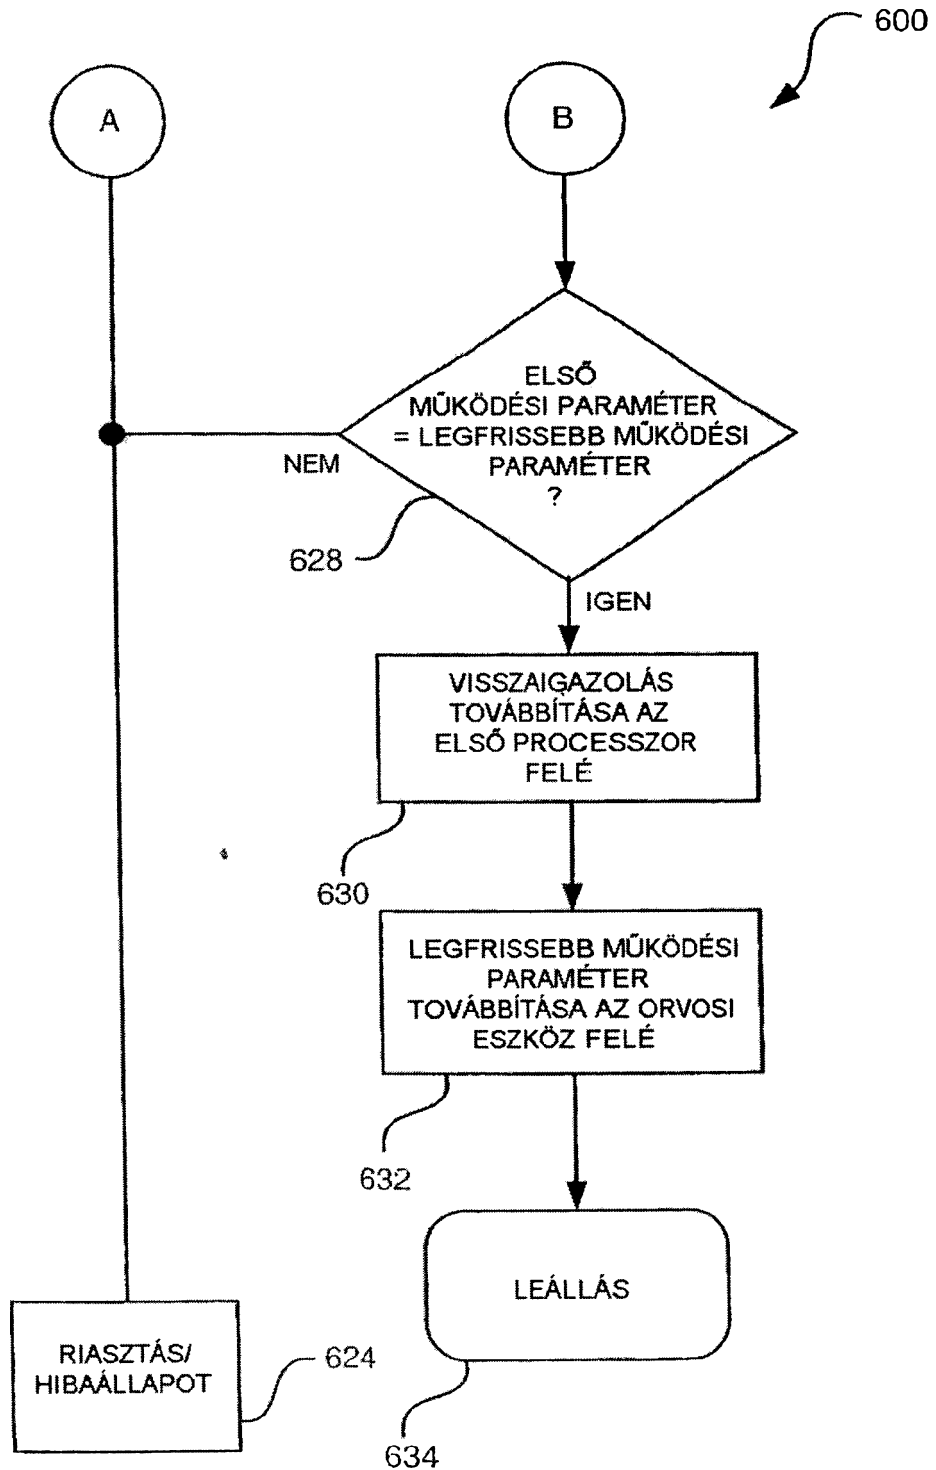 600
A
B
ELSŐ
MŰKÖDÉSI PARAMÉTER
= LEGFRISSEBB MŰKÖDÉSI
PARAMÉTER
?
NEM
628
IGEN
VISSZAIGAZOLÁS
TOVÁBBÍTÁSA AZ
ELSŐ PROCESSZOR
FELÉ
630
LEGFRISSEBB MŰKÖDÉSI
PARAMÉTER
TOVÁBBÍTÁSA AZ ORVOSI
ESZKÖZ FELÉ
632
LEÁLLÁS
634
RIASZTÁS/
HIBAÁLLAPOT
624